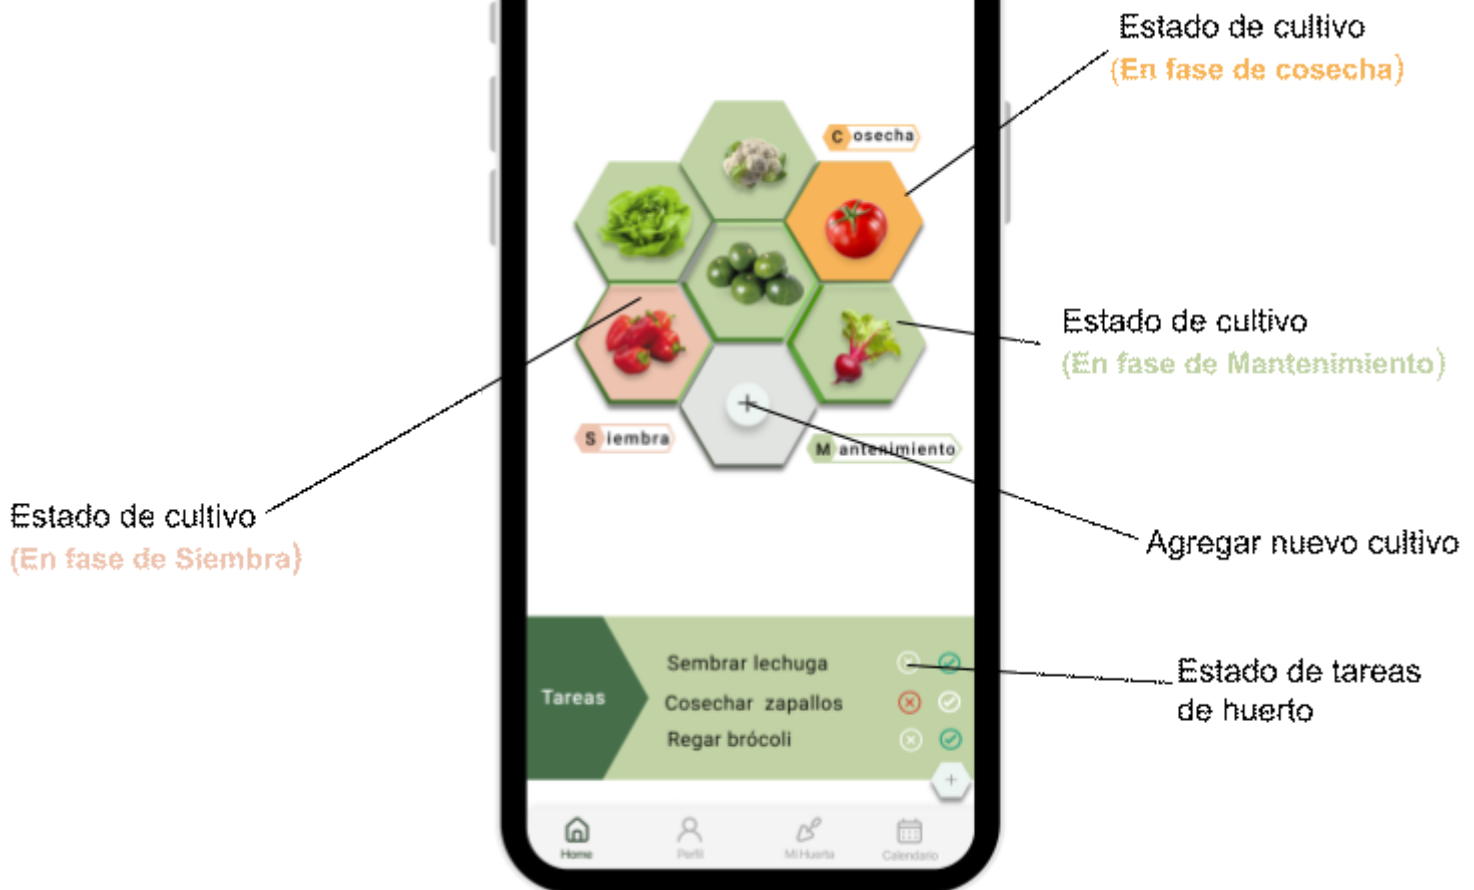 Estado de cultivo
(En fase de cosecha)
Cosecha
Estado de cultivo
(En fase de Mantenimiento)
Siembra
Mantenimiento
Estado de cultivo
(En fase de Siembra)
Agregar nuevo cultivo
Tareas
Sembrar lechuga
Cosechar zapallos
Regar brócoli
Estado de tareas
de huerto
Home
Perfil
Mi Huerta
Calendario